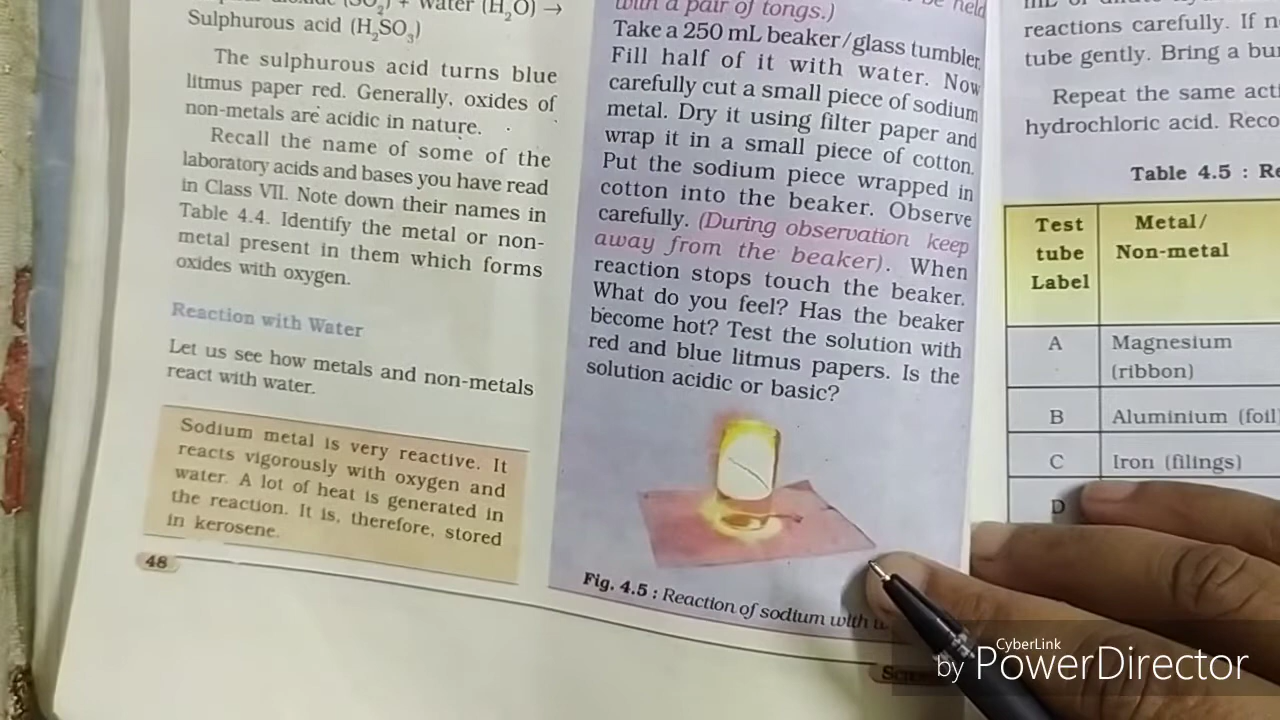 dioxide (SO2) + Water (H2O) →
Sulphurous acid (H2SO3)
The sulphurous acid turns blue
litmus paper red. Generally, oxides of
non-metals are acidic in nature.
Recall the name of some of the
laboratory acids and bases you have read
in Class VII. Note down their names in
Table 4.4. Identify the metal or non-
metal present in them which forms
oxides with oxygen.
Reaction with Water
Let us see how metals and non-metals
react with water.
Sodium metal is very reactive. It
reacts vigorously with oxygen and
water. A lot of heat is generated in
the reaction. It is, therefore, stored
in kerosene.
48
be held
with a pair of tongs.)
Take a 250 mL beaker/glass tumbler.
Fill half of it with water. Now
carefully cut a small piece of sodium
metal. Dry it using filter paper and
wrap it in a small piece of cotton.
Put the sodium piece wrapped in
cotton into the beaker. Observe
carefully. (During observation keep
away from the beaker). When
reaction stops touch the beaker.
What do you feel? Has the beaker
become hot? Test the solution with
red and blue litmus papers. Is the
solution acidic or basic?
Fig. 4.5 : Reaction of sodium with
reactions carefully. If
tube gently. Bring a
Repeat the same
hydrochloric acid.
Table 4.5 :
Test tube Label
Metal/ Non-metal
A Magnesium (ribbon)
B Aluminium (foil)
C Iron (filings)
D
CyberLink
by PowerDirector